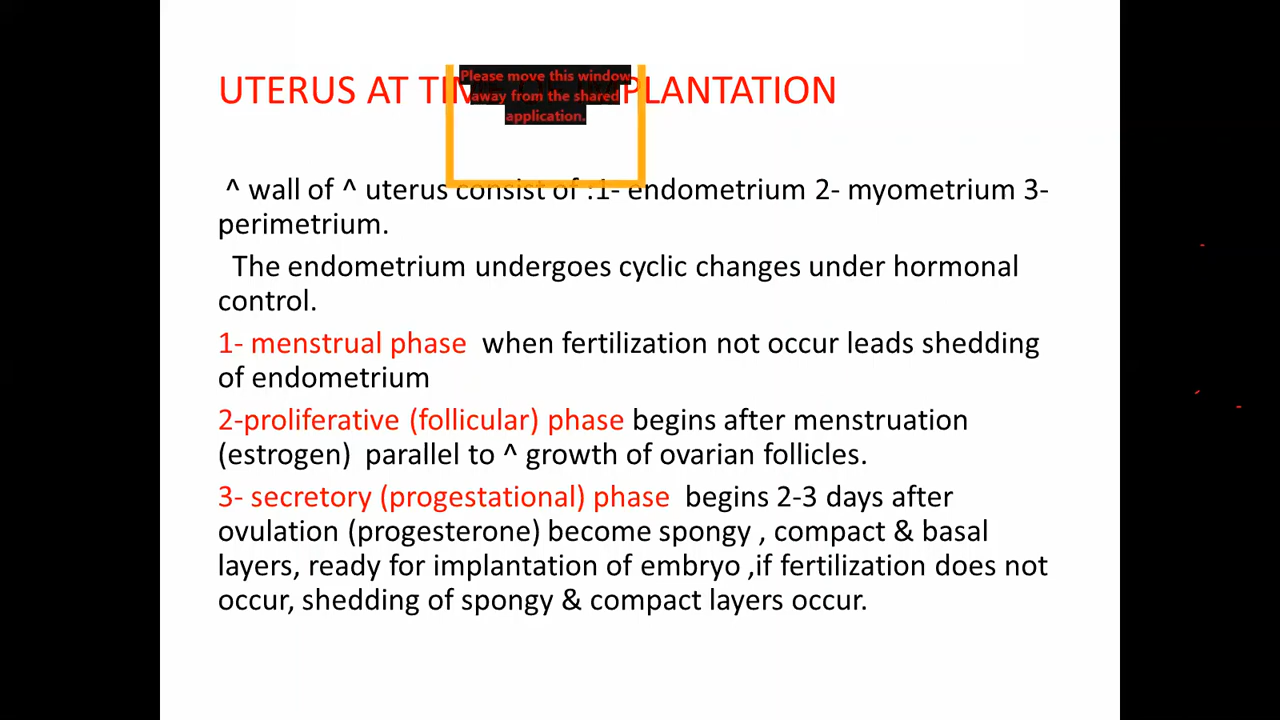 UTERUS AT PLANTATION
Please move this window
away from the shared
application.
^ wall of ^ uterus consist of :1- endometrium 2- myometrium 3-
perimetrium.
The endometrium undergoes cyclic changes under hormonal
control.
1- menstrual phase when fertilization not occur leads shedding
of endometrium
2-proliferative (follicular) phase begins after menstruation
(estrogen) parallel to ^ growth of ovarian follicles.
3- secretory (progestational) phase begins 2-3 days after
ovulation (progesterone) become spongy , compact & basal
layers, ready for implantation of embryo ,if fertilization does not
occur, shedding of spongy & compact layers occur.